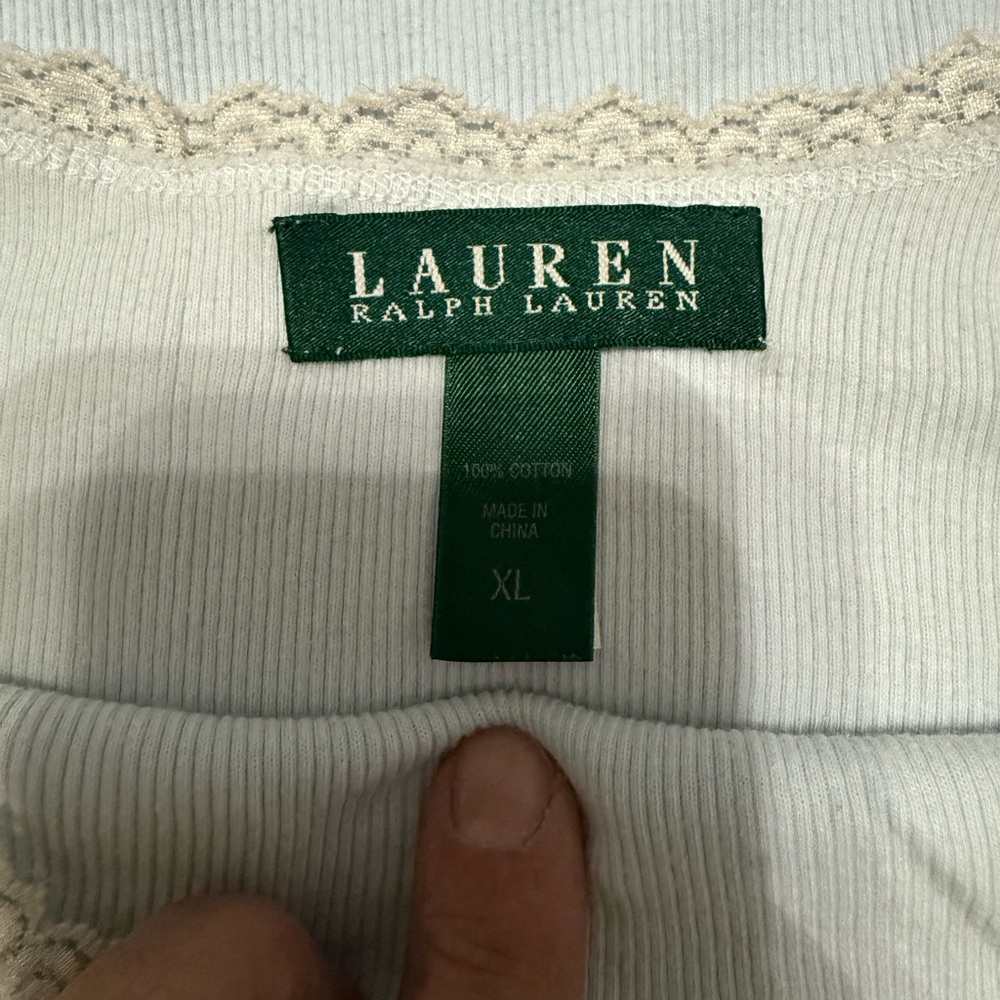 LAUREN
RALPH LAUREN
100% COTTON
MADE IN
CHINA
XL